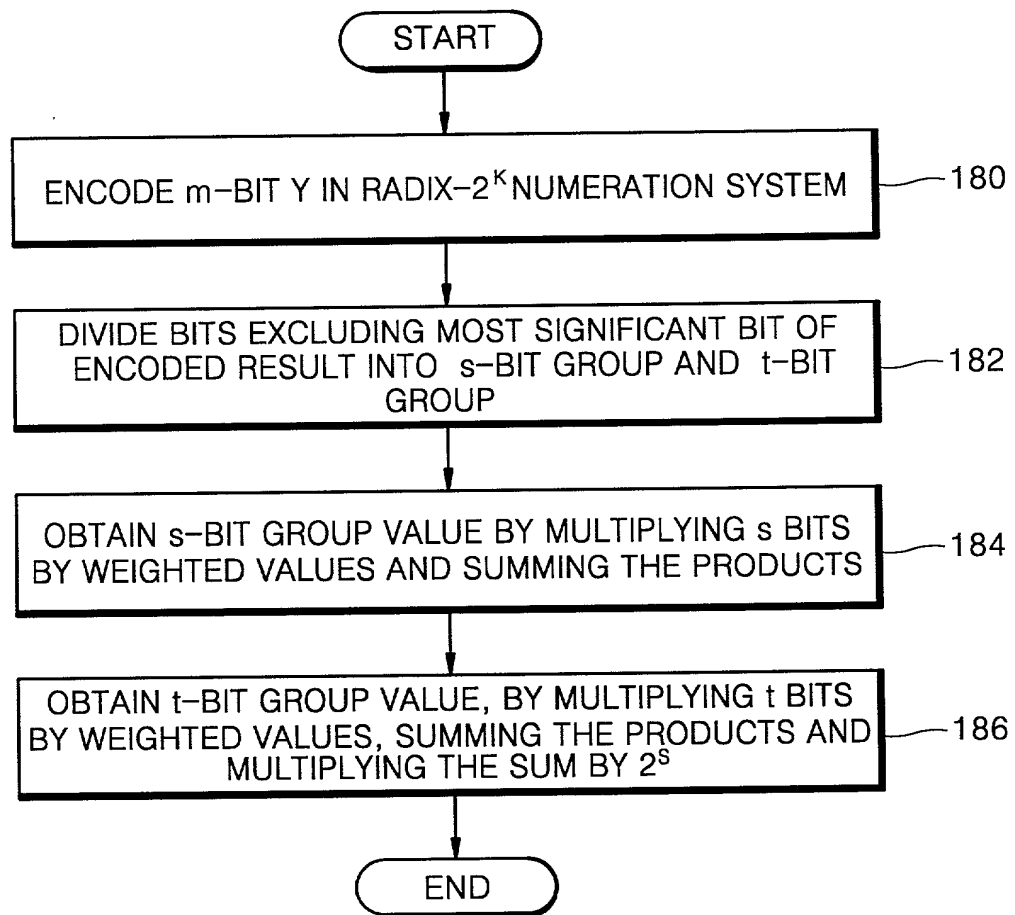 START
ENCODE m-BIT Y IN RADIX-2^K NUMERATION SYSTEM
180
DIVIDE BITS EXCLUDING MOST SIGNIFICANT BIT OF
ENCODED RESULT INTO s-BIT GROUP AND t-BIT
GROUP
182
OBTAIN s-BIT GROUP VALUE BY MULTIPLYING s BITS
BY WEIGHTED VALUES AND SUMMING THE PRODUCTS
184
OBTAIN t-BIT GROUP VALUE, BY MULTIPLYING t BITS
BY WEIGHTED VALUES, SUMMING THE PRODUCTS AND
MULTIPLYING THE SUM BY 2^S
186
END